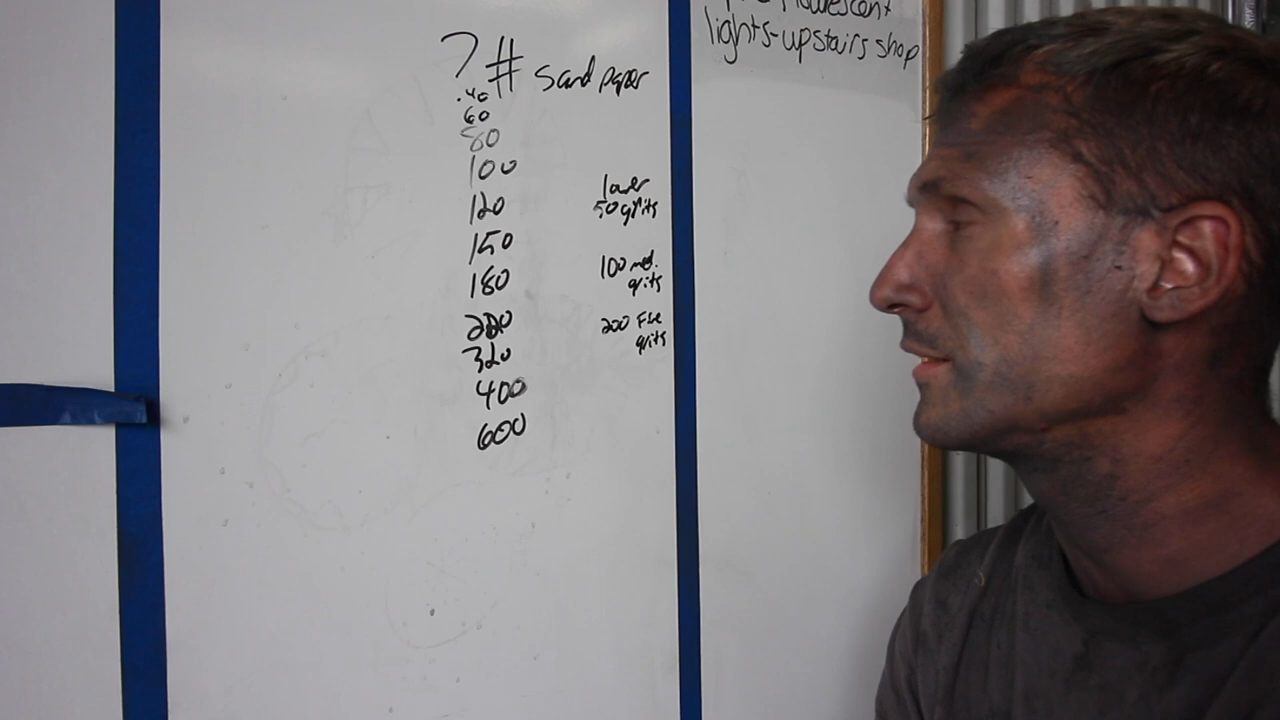 ? # sand paper
40
60
80
100
120
150
180
220
320
400
600
lower
50 grits
100 med.
grits
200 Fine
grits
fluorescent
lights-upstairs shop